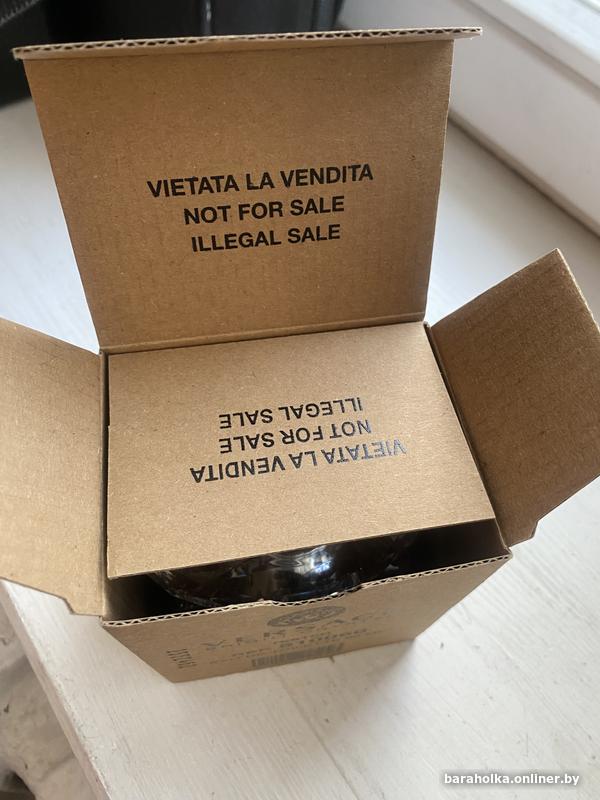 VIETATA LA VENDITA
NOT FOR SALE
ILLEGAL SALE
VIETATA LA VENDITA
NOT FOR SALE
ILLEGAL SALE
baraholka.onliner.by